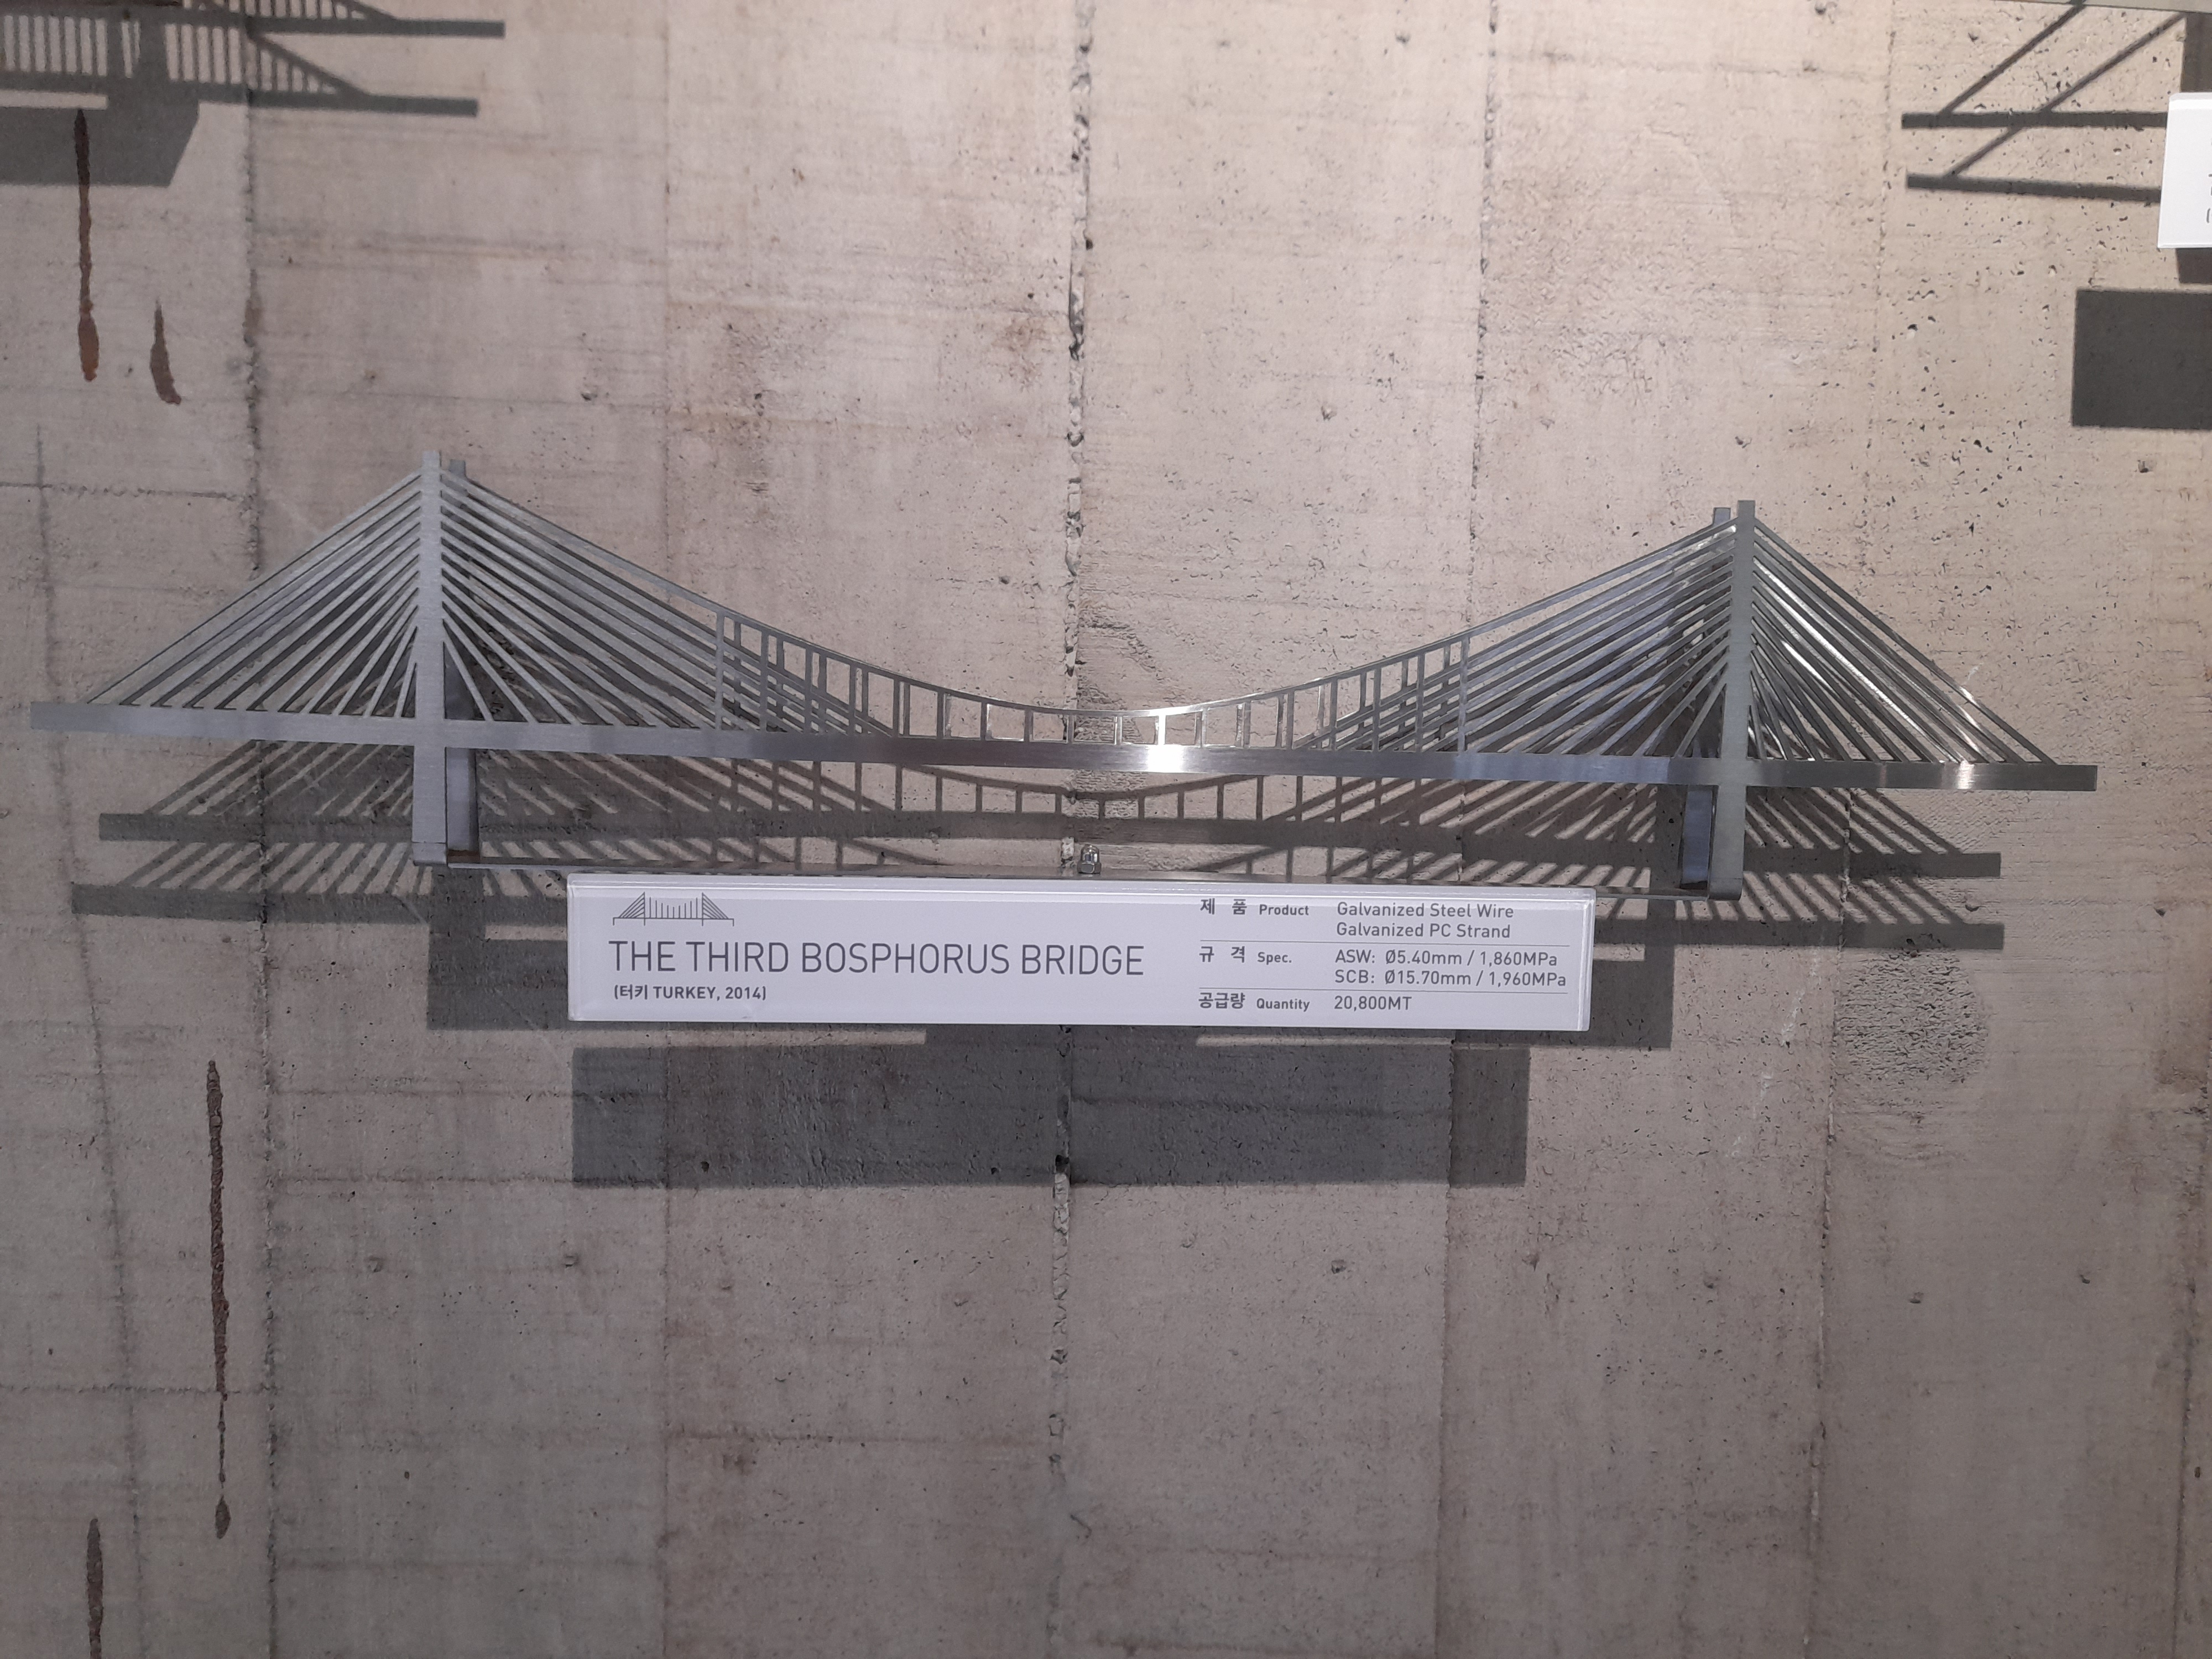 THE THIRD BOSPHORUS BRIDGE
(터키 TURKEY, 2014)
제 품 Product Galvanized Steel Wire
Galvanized PC Strand
규 격 Spec. ASW: Ø5.40mm / 1,860MPa
SCB: Ø15.70mm / 1,960MPa
공급량 Quantity 20,800MT